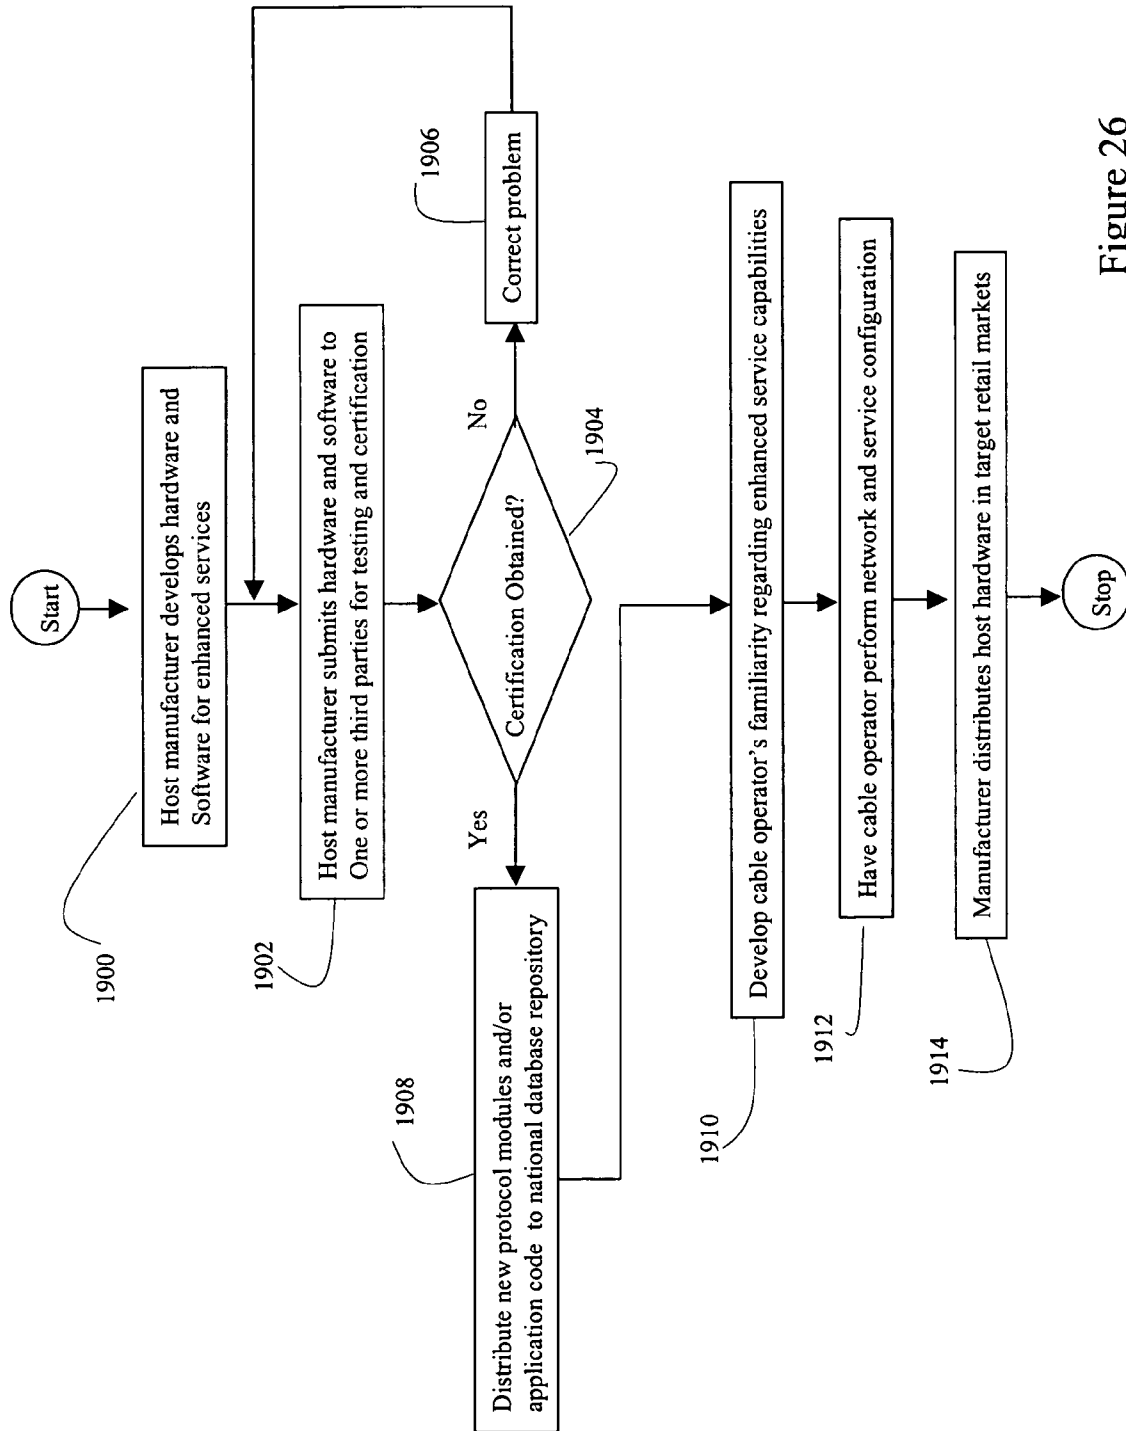 Start
Host manufacturer develops hardware and
Software for enhanced services
1900
Host manufacturer submits hardware and software to
One or more third parties for testing and certification
1902
Certification Obtained?
1904
No
Correct problem
1906
Yes
Distribute new protocol modules and/or
application code to national database repository
1908
Develop cable operator's familiarity regarding enhanced service capabilities
1910
Have cable operator perform network and service configuration
1912
Manufacturer distributes host hardware in target retail markets
1914
Stop
Figure 26